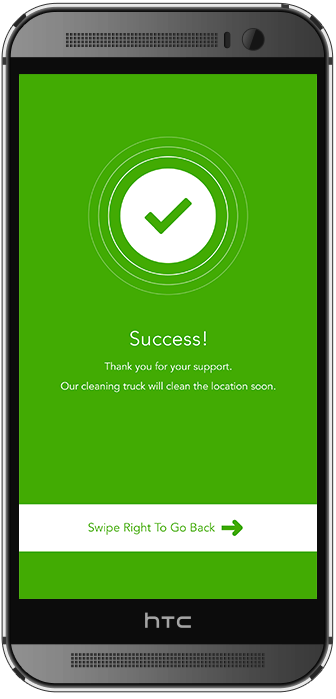 Success!
Thank you for your support.
Our cleaning truck will clean the location soon.
Swipe Right To Go Back
hTC